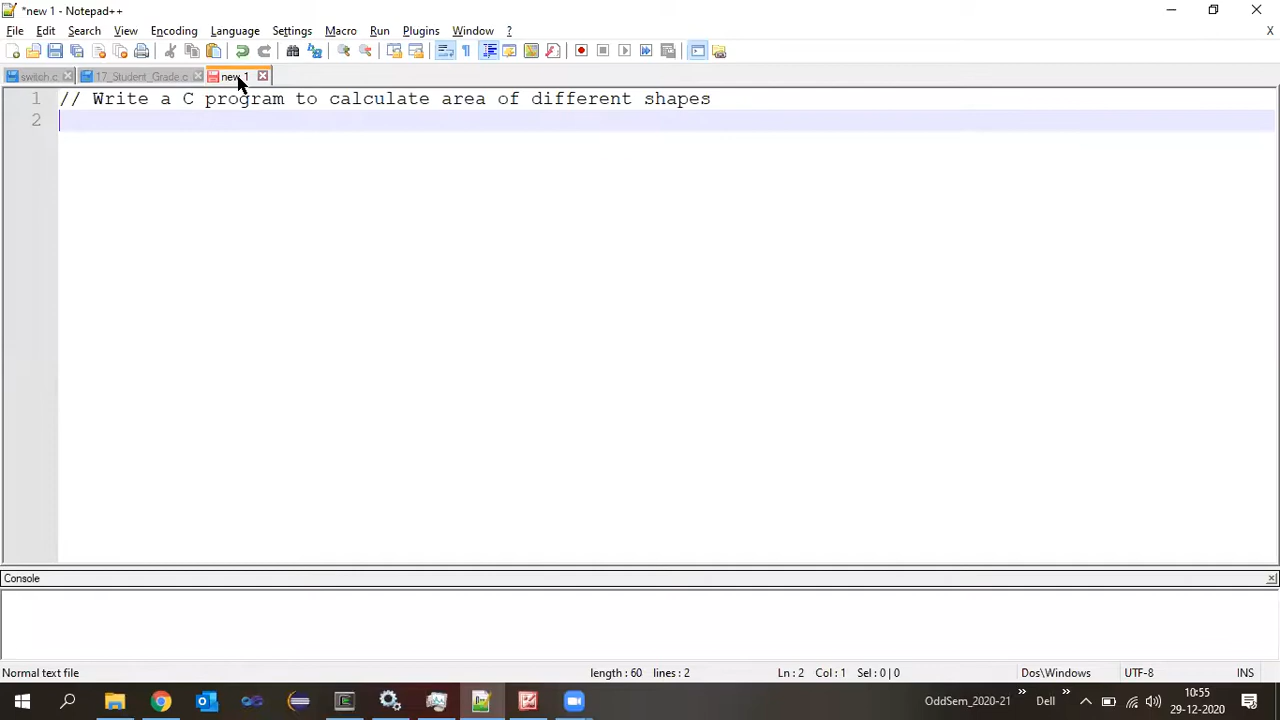 *new 1 - Notepad++
File Edit Search View Encoding Language Settings Macro Run Plugins Window ?
X
switch.c 17_Student_Grade.c new 1
1 // Write a C program to calculate area of different shapes
2
Console
Normal text file length : 60 lines : 2 Ln : 2 Col : 1 Sel : 0 | 0 Dos\Windows UTF-8 INS
OddSem_2020-21 » Dell » 10:55
29-12-2020